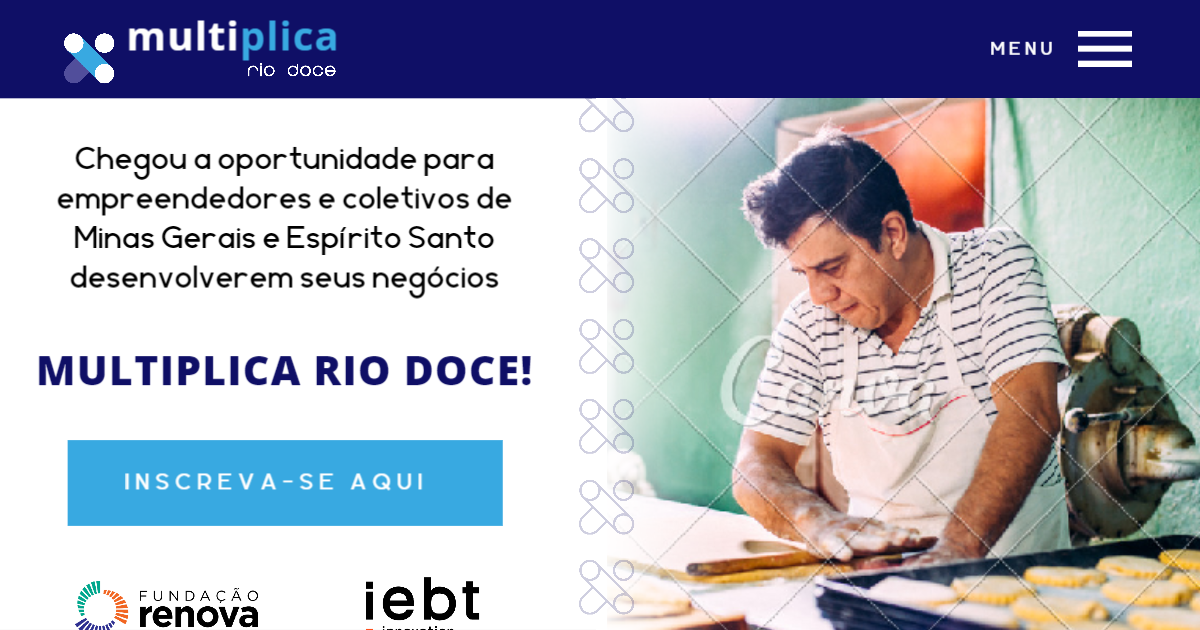 multiplica
rio doce
MENU
Chegou a oportunidade para
empreendedores e coletivos de
Minas Gerais e Espírito Santo
desenvolverem seus negócios
MULTIPLICA RIO DOCE!
INSCREVA-SE AQUI
Canva
FUNDAÇÃO
renova
iebt